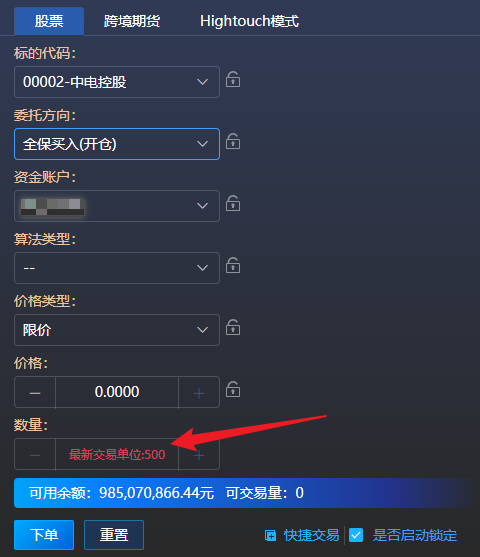 股票 跨境期货 Hightouch模式
标的代码：
00002-中电控股
委托方向：
全保买入(开仓)
资金账户：
算法类型：
--
价格类型：
限价
价格：
0.0000
数量：
最新交易单位:500
可用余额：985,070,866.44元 可交易量：0
下单 重置 快捷交易 是否启动锁定